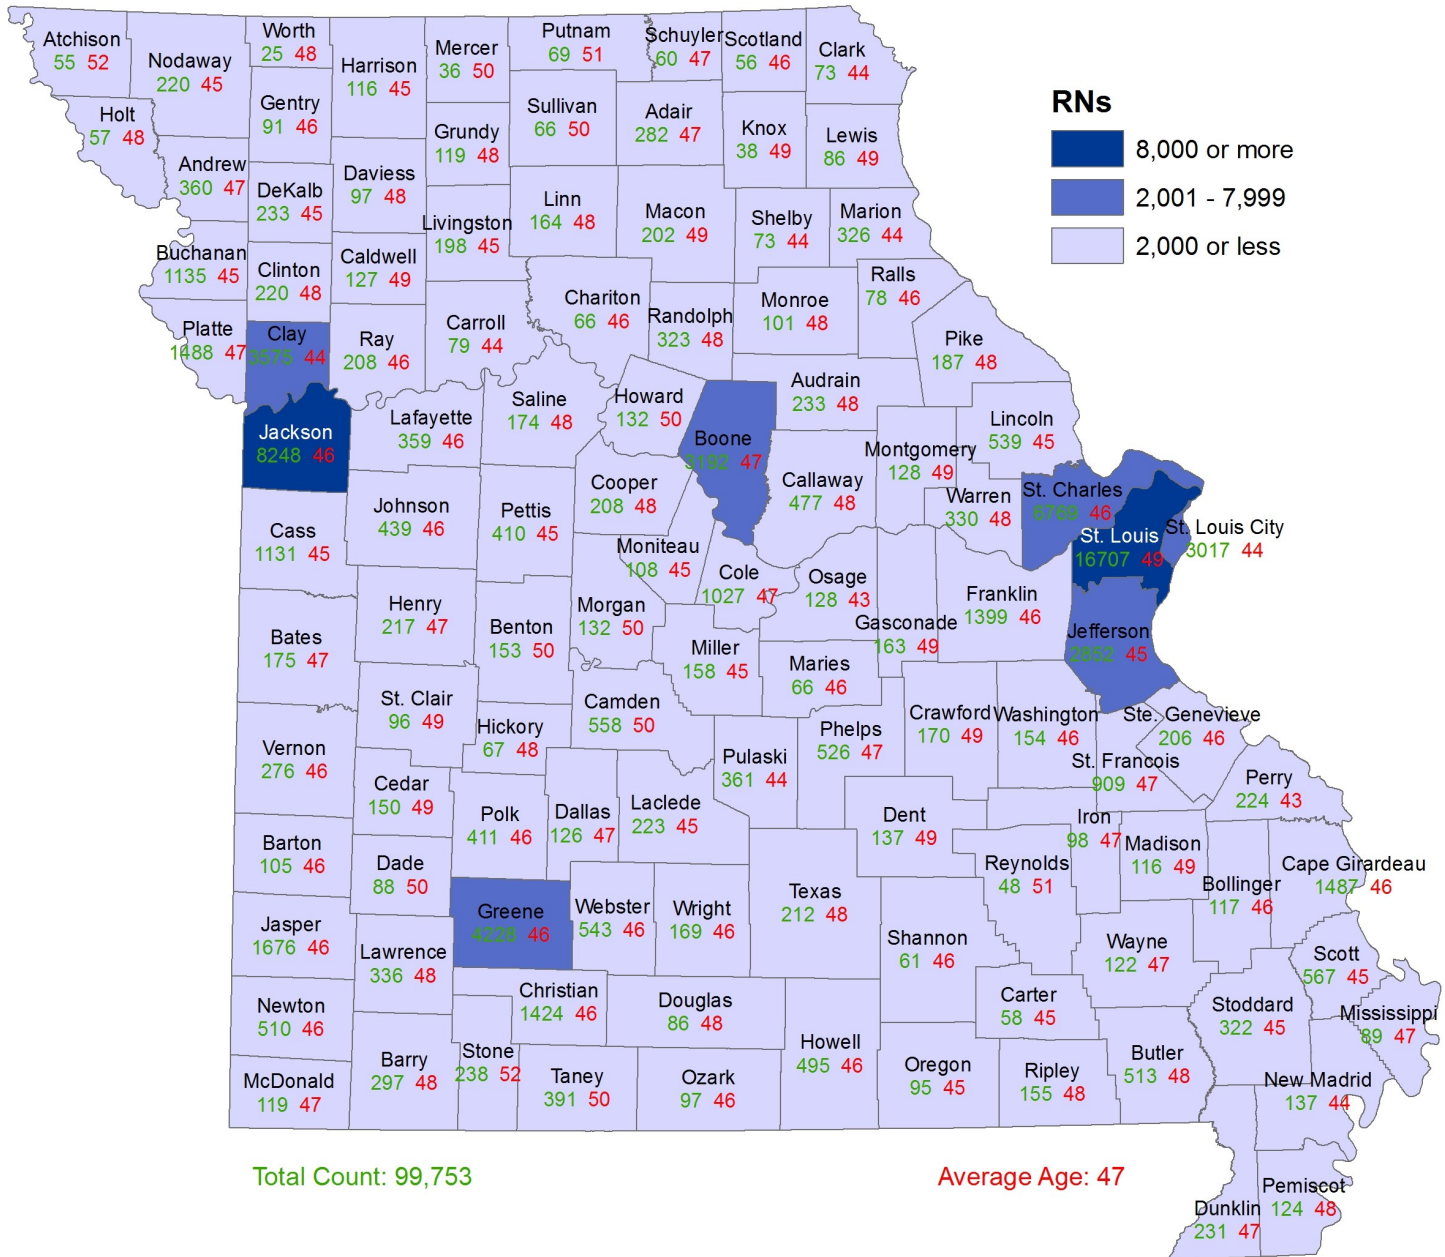 Atchison
55 52
Nodaway
220 45
Worth
25 48
Harrison
116 45
Mercer
36 50
Putnam
69 51
Schuyler
60 47
Scotland
56 46
Clark
73 44
Holt
57 48
Gentry
91 46
Grundy
119 48
Sullivan
66 50
Adair
282 47
Knox
38 49
Lewis
86 49
Andrew
360 47
DeKalb
233 45
Daviess
97 48
Livingston
198 45
Linn
164 48
Macon
202 49
Shelby
73 44
Marion
326 44
Buchanan
1135 45
Clinton
220 48
Caldwell
127 49
Chariton
66 46
Randolph
323 48
Monroe
101 48
Ralls
78 46
Platte
1488 47
Clay
3575 44
Ray
208 46
Carroll
79 44
Pike
187 48
Jackson
8248 46
Lafayette
359 46
Saline
174 48
Howard
132 50
Boone
3192 47
Audrain
233 48
Lincoln
539 45
Montgomery
128 49
Cooper
208 48
Callaway
477 48
Warren
330 48
St. Charles
6769 46
St. Louis
16707 49
St. Louis City
3017 44
Cass
1131 45
Johnson
439 46
Pettis
410 45
Moniteau
108 45
Cole
1027 47
Osage
128 43
Gasconade
163 49
Franklin
1399 46
Jefferson
2852 45
Bates
175 47
Henry
217 47
Benton
153 50
Morgan
132 50
Miller
158 45
Maries
66 46
St. Clair
96 49
Hickory
67 48
Camden
558 50
Pulaski
361 44
Phelps
526 47
Crawford
170 49
Washington
154 46
Ste. Genevieve
206 46
St. Francois
909 47
Perry
224 43
Vernon
276 46
Cedar
150 49
Polk
411 46
Dallas
126 47
Laclede
223 45
Dent
137 49
Iron
98 47
Madison
116 49
Reynolds
48 51
Bollinger
117 46
Cape Girardeau
1487 46
Barton
105 46
Dade
88 50
Greene
4228 46
Webster
543 46
Wright
169 46
Texas
212 48
Shannon
61 46
Wayne
122 47
Scott
567 45
Jasper
1676 46
Lawrence
336 48
Christian
1424 46
Douglas
86 48
Howell
495 46
Carter
58 45
Stoddard
322 45
Mississippi
89 47
Newton
510 46
Barry
297 48
Stone
238 52
Taney
391 50
Ozark
97 46
Oregon
95 45
Ripley
155 48
Butler
513 48
New Madrid
137 44
McDonald
119 47
Pemiscot
124 48
Dunklin
231 47
RNs
8,000 or more
2,001 - 7,999
2,000 or less
Total Count: 99,753
Average Age: 47